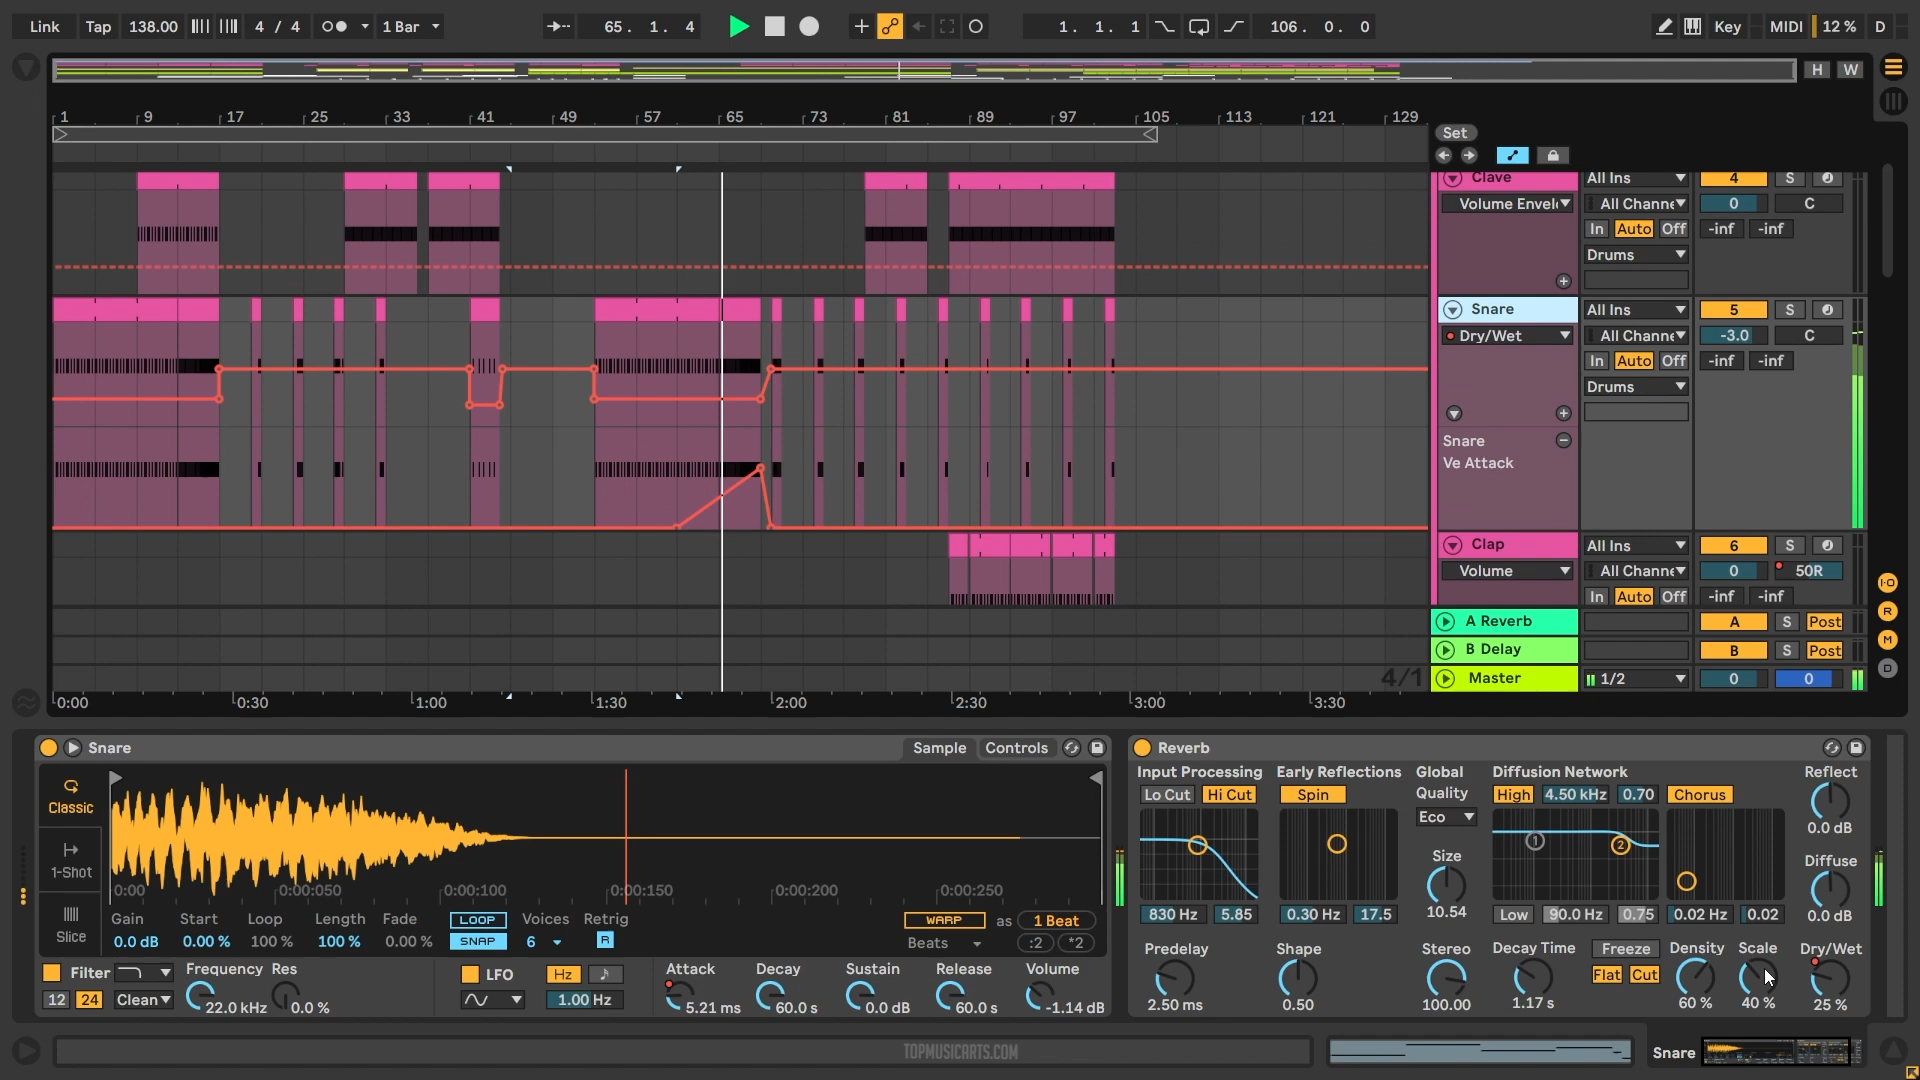 Link Tap 138.00 4 / 4 1 Bar 65. 1. 4 1. 1. 1 106. 0. 0 Key MIDI 12 % D
H W
1 9 17 25 33 41 49 57 65 73 81 89 97 105 113 121 129
Set
Clave All Ins 4 S
Volume Envel All Channe 0 C
In Auto Off -inf -inf
Drums
Snare All Ins 5 S
Dry/Wet All Channe -3.0 C
In Auto Off -inf -inf
Drums
Snare
Ve Attack
Clap All Ins 6 S
Volume All Channe 0 50R
In Auto Off -inf -inf
A Reverb A S Post
B Delay B S Post
4/1 Master 1/2 0 0
I·O
R
M
D
0:00 0:30 1:00 1:30 2:00 2:30 3:00 3:30
Snare Sample Controls
Classic
1-Shot
Slice
0:00 0:00:050 0:00:100 0:00:150 0:00:200 0:00:250
Gain Start Loop Length Fade LOOP Voices Retrig WARP as 1 Beat
0.0 dB 0.00 % 100 % 100 % 0.00 % SNAP 6 R Beats :2 *2
Filter Frequency Res LFO Hz Attack Decay Sustain Release Volume
12 24 Clean 22.0 kHz 0.0 % 1.00 Hz 5.21 ms 60.0 s 0.0 dB 60.0 s -1.14 dB
Reverb
Input Processing Early Reflections Global Diffusion Network Reflect
Lo Cut Hi Cut Spin Quality High 4.50 kHz 0.70 Chorus
Eco 0.0 dB
1 2
Size Diffuse
830 Hz 5.85 0.30 Hz 17.5 10.54 Low 90.0 Hz 0.75 0.02 Hz 0.02 0.0 dB
Predelay Shape Stereo Decay Time Freeze Density Scale Dry/Wet
Flat Cut
2.50 ms 0.50 100.00 1.17 s 60 % 40 % 25 %
TOPMUSICARTS.COM Snare